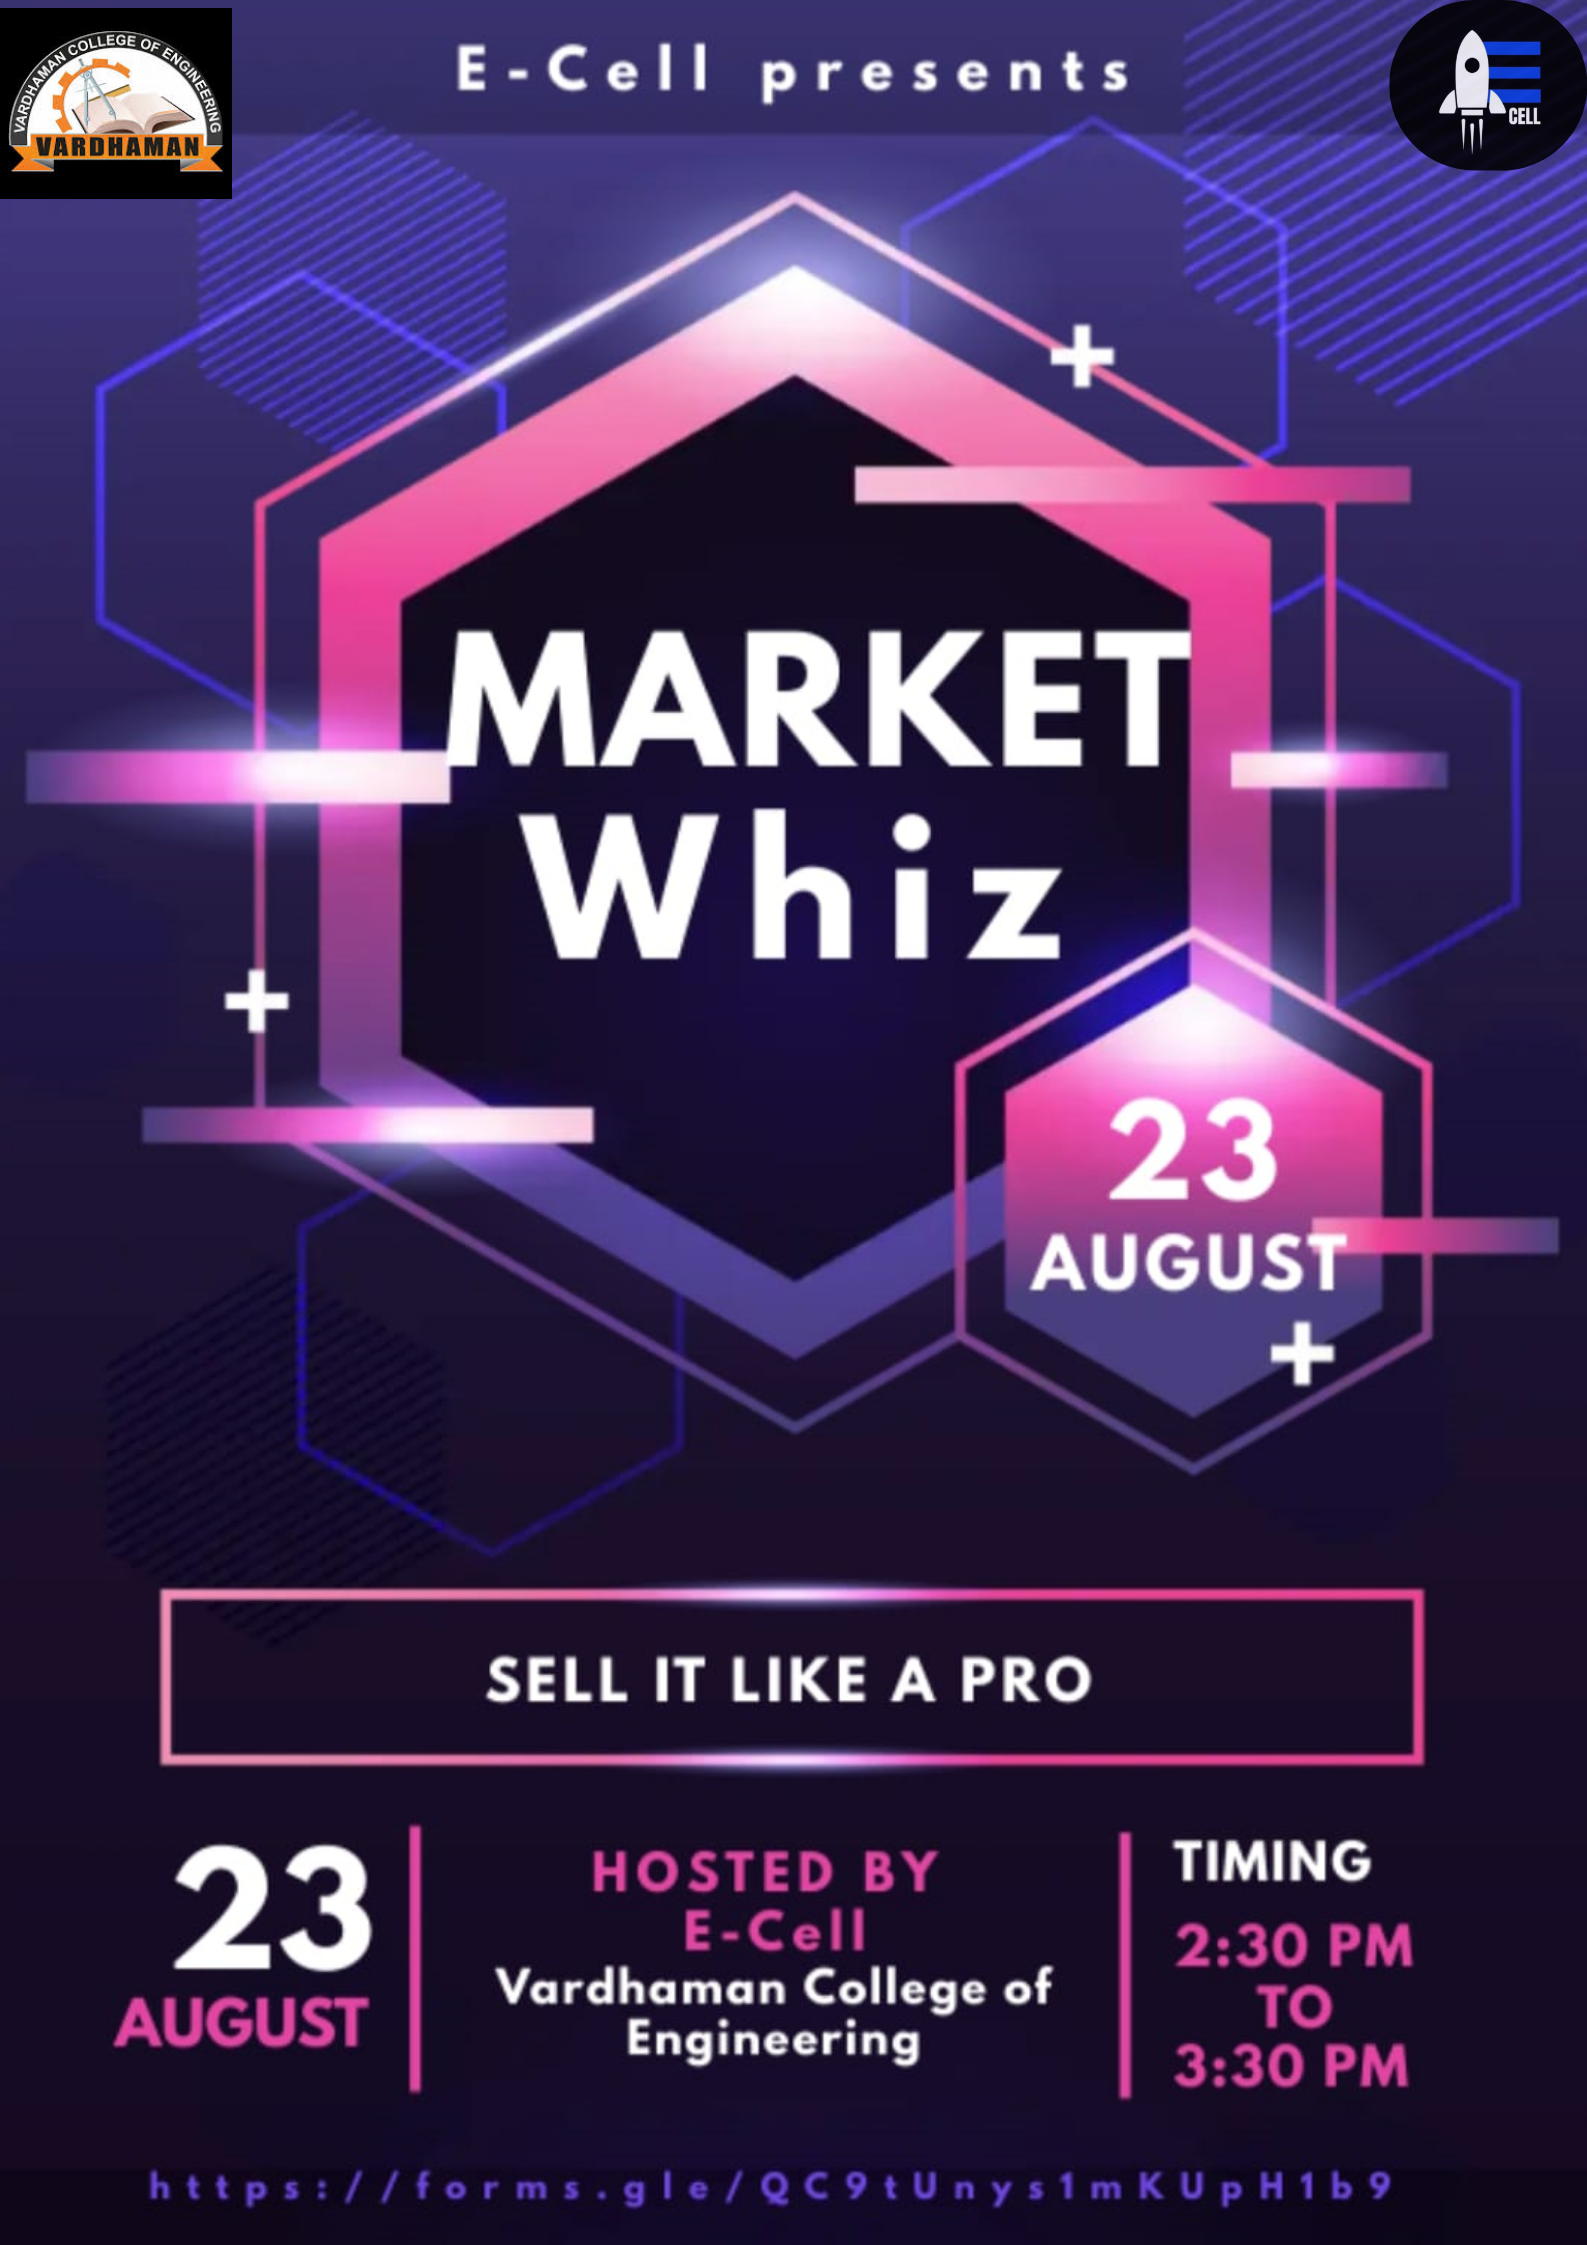 VARDHAMAN COLLEGE OF ENGINEERING
VARDHAMAN
E-Cell presents
E
CELL
MARKET
Whiz
23
AUGUST
SELL IT LIKE A PRO
23
AUGUST
HOSTED BY
E-Cell
Vardhaman College of
Engineering
TIMING
2:30 PM
TO
3:30 PM
https://forms.gle/QC9tUnys1mKUpH1b9